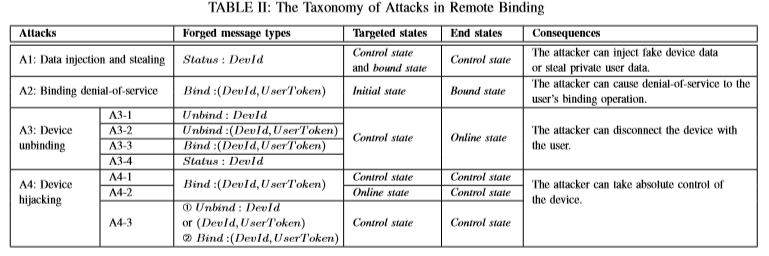 TABLE II: The Taxonomy of Attacks in Remote Binding
Attacks Forged message types Targeted states End states Consequences
A1: Data injection and stealing Status : DevId Control state and bound state Control state The attacker can inject fake device data or steal private user data.
A2: Binding denial-of-service Bind :(DevId, UserToken) Initial state Bound state The attacker can cause denial-of-service to the user's binding operation.
A3: Device unbinding
A3-1 Unbind : DevId
A3-2 Unbind :(DevId, UserToken)
A3-3 Bind :(DevId, UserToken)
A3-4 Status : DevId
Control state Online state The attacker can disconnect the device with the user.
A4: Device hijacking
A4-1 Bind :(DevId, UserToken) Control state Control state
A4-2 Online state Control state
A4-3 ① Unbind : DevId
or (DevId, UserToken)
② Bind :(DevId, UserToken)
Control state Control state
The attacker can take absolute control of the device.